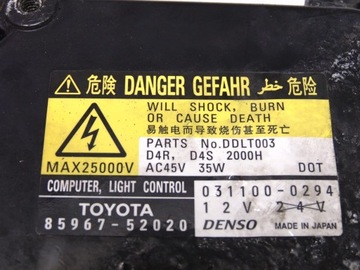 ⚠ 危険 DANGER GEFAHR خطر 危险
WILL SHOCK, BURN
OR CAUSE DEATH
易触电而导致烧伤甚至死亡
PARTS No.DDLT003
D4R, D4S 2000H
MAX25000V AC45V 35W DOT
COMPUTER, LIGHT CONTROL 031100-0294
TOYOTA 12V 24V
85967-52020 DENSO MADE IN JAPAN